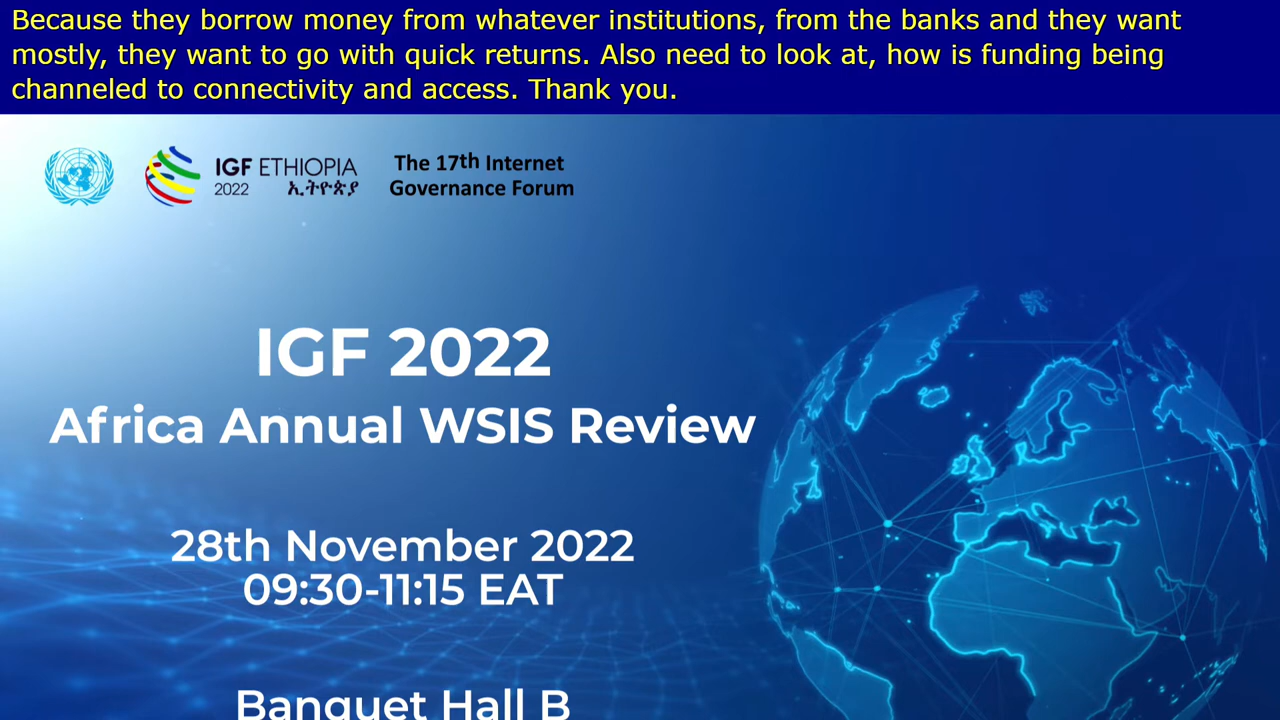 Because they borrow money from whatever institutions, from the banks and they want
mostly, they want to go with quick returns. Also need to look at, how is funding being
channeled to connectivity and access. Thank you.
IGF ETHIOPIA
2022 ኢትዮጵያ
The 17th Internet
Governance Forum
IGF 2022
Africa Annual WSIS Review
28th November 2022
09:30-11:15 EAT
Banquet Hall B